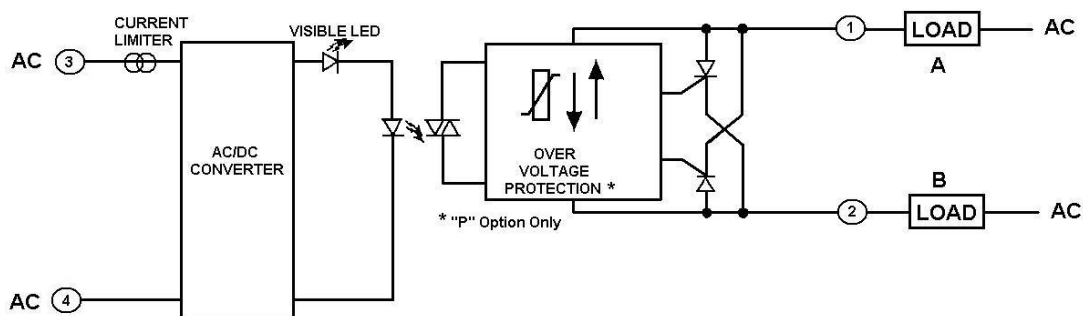 CURRENT
LIMITER
VISIBLE LED
AC
3
1
LOAD
AC
A
AC/DC
CONVERTER
OVER
VOLTAGE
PROTECTION *
* "P" Option Only
B
2
LOAD
AC
AC
4